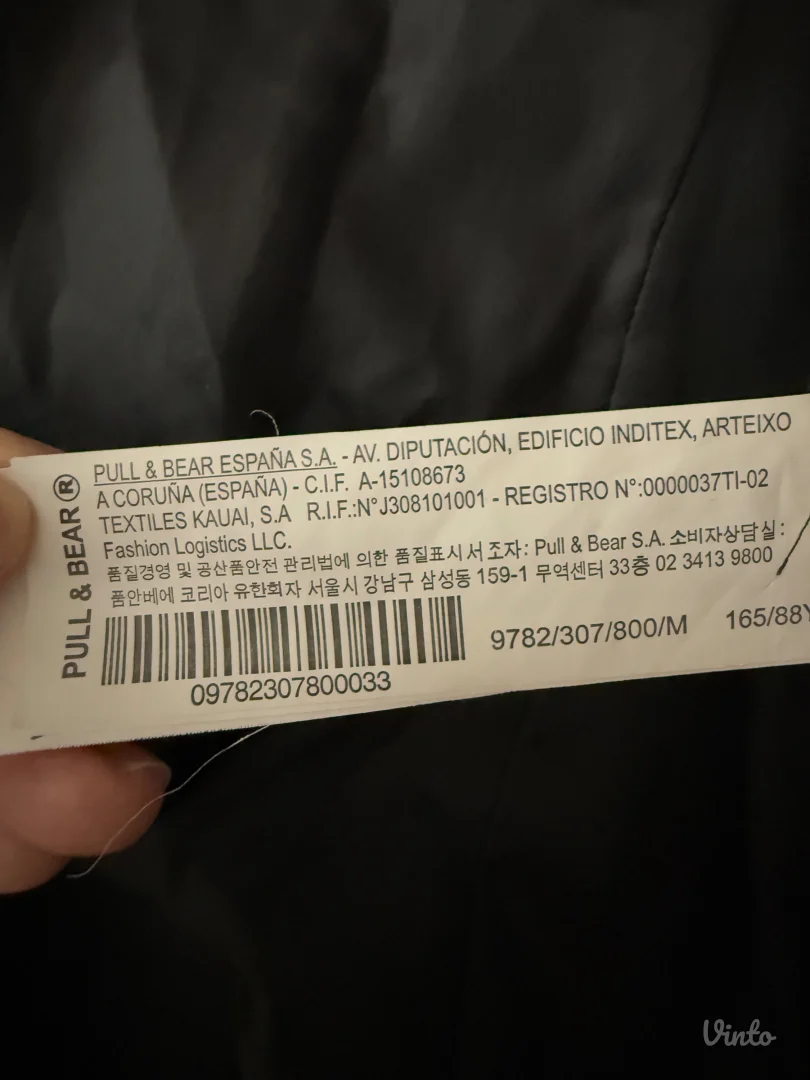 PULL & BEAR ®
PULL & BEAR ESPAÑA S.A. - AV. DIPUTACIÓN, EDIFICIO INDITEX, ARTEIXO
A CORUÑA (ESPAÑA) - C.I.F. A-15108673
TEXTILES KAUAI, S.A R.I.F.:N°J308101001 - REGISTRO N°:0000037TI-02
Fashion Logistics LLC.
품질경영 및 공산품안전 관리법에 의한 품질표시서 조자: Pull & Bear S.A. 소비자상담실:
품안베에 코리아 유한회자 서울시 강남구 삼성동 159-1 무역센터 33층 02 3413 9800
9782/307/800/M 165/88Y
09782307800033
Vinto